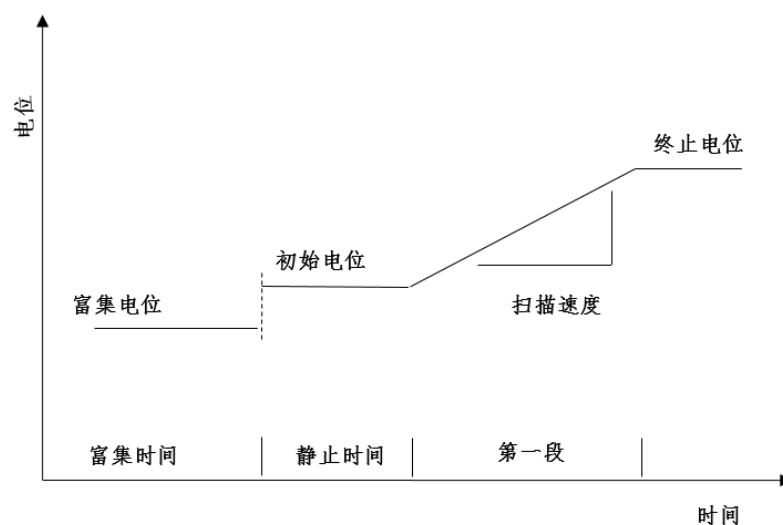 电位
终止电位
初始电位
富集电位
扫描速度
富集时间
静止时间
第一段
时间